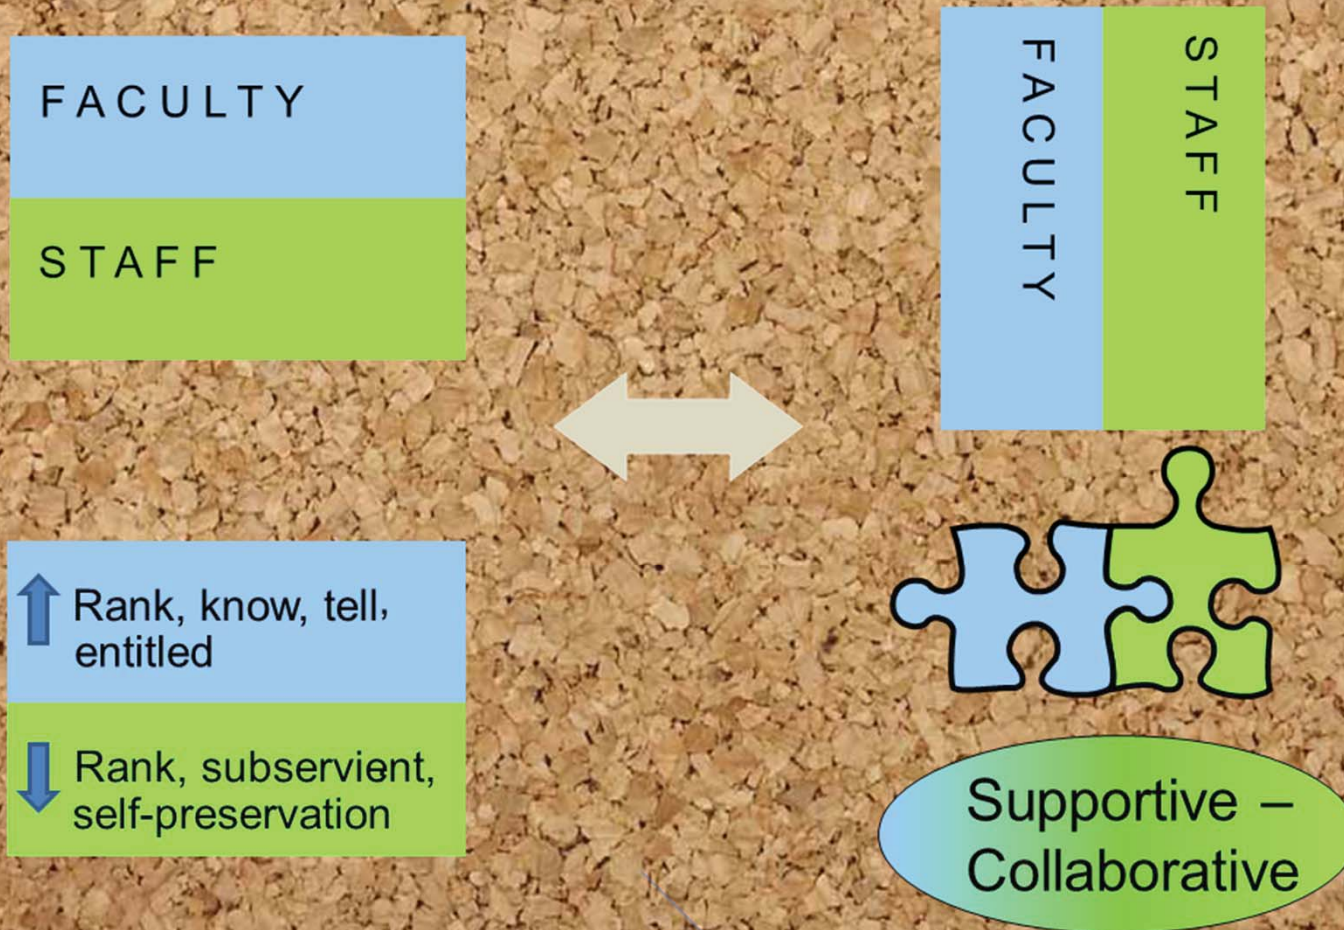 FACULTY
STAFF
FACULTY
STAFF
Rank, know, tell,
entitled
Rank, subservient,
self-preservation
Supportive –
Collaborative